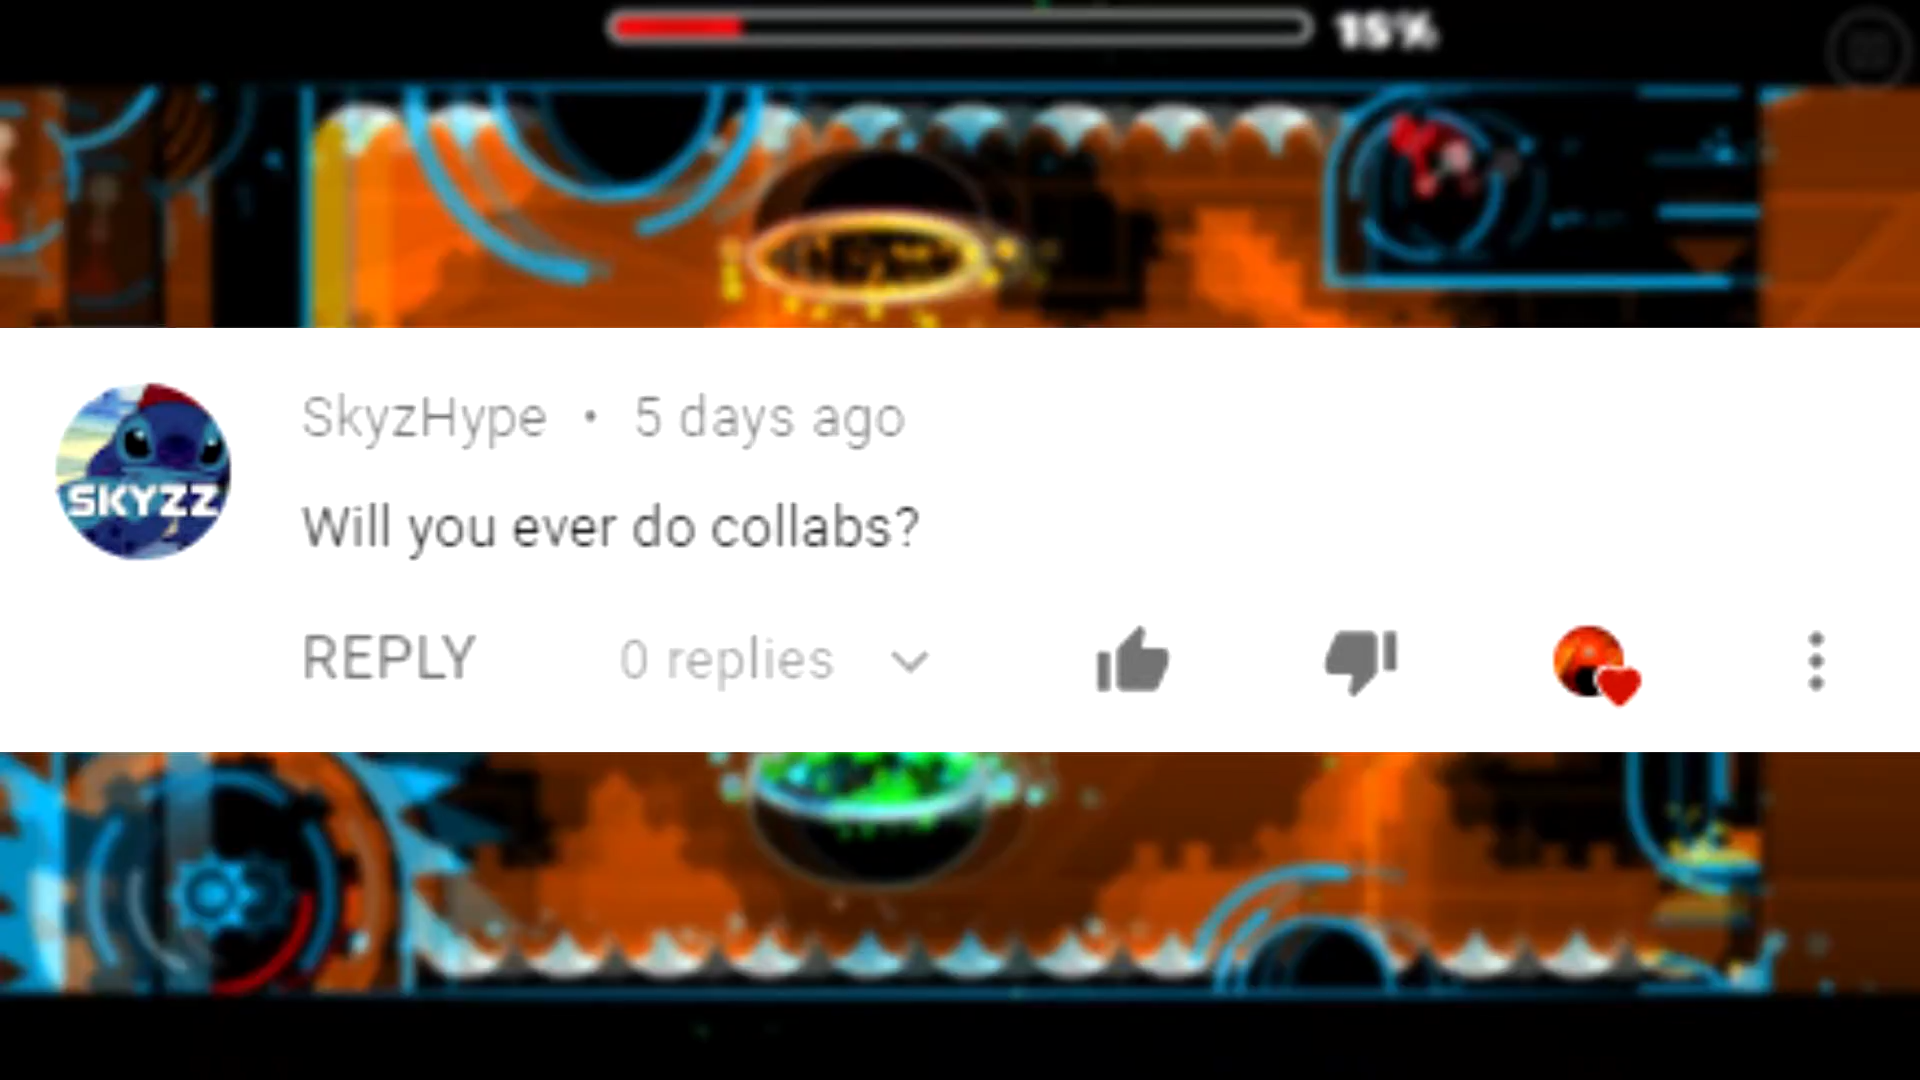 15%
SkyzHype • 5 days ago
SKYZZ
Will you ever do collabs?
REPLY 0 replies